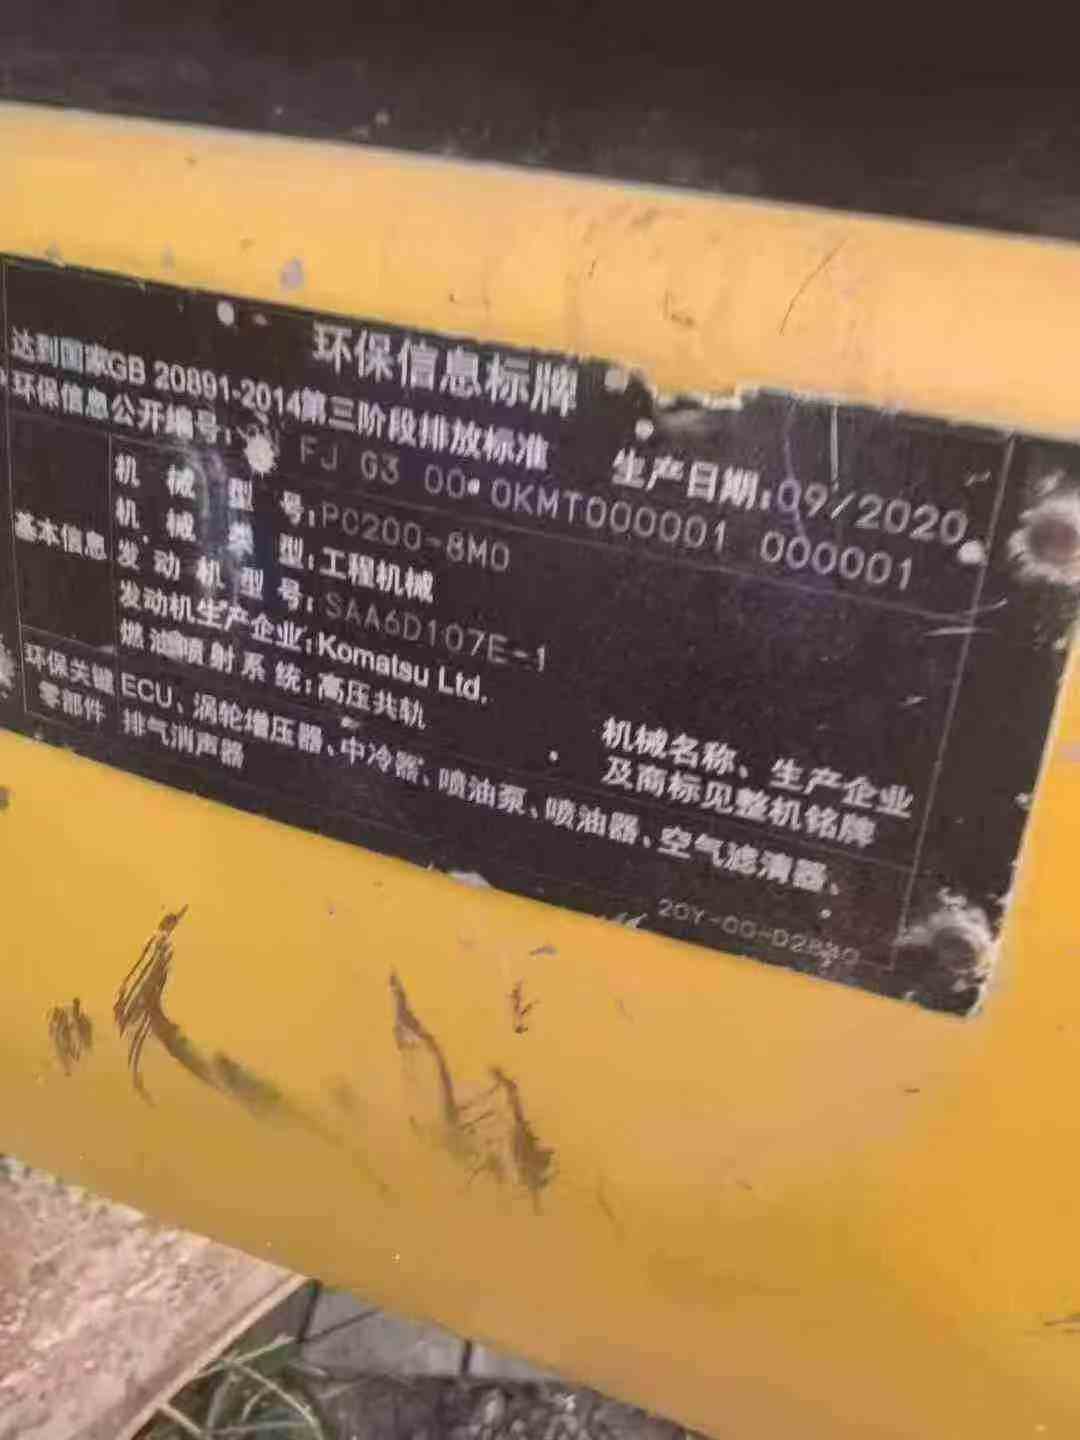 环保信息标牌
达到国家GB 20891-2014第三阶段排放标准
生产日期:09/2020
环保信息公开编号: FJ G3 00 0KMT000001 000001
基本信息
机械型号:PC200-8M0
机械类型:工程机械
发动机型号:SAA6D107E-1
发动机生产企业:Komatsu Ltd.
燃油喷射系统:高压共轨
机械名称、生产企业
及商标见整机铭牌
环保关键
零部件
ECU、涡轮增压器、中冷器、喷油泵、喷油器、空气滤清器、
排气消声器